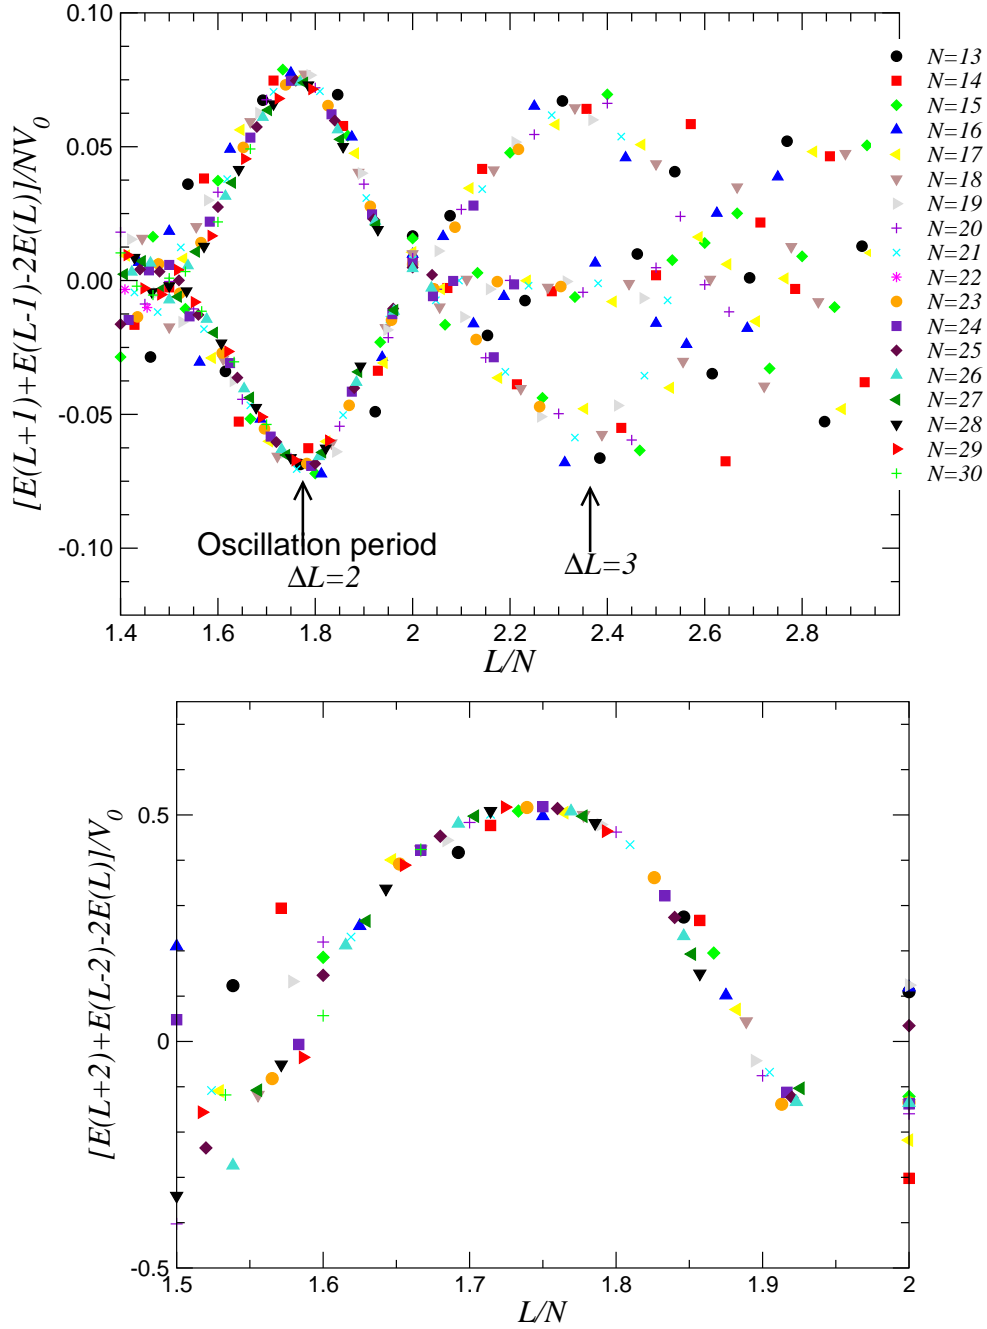 [E(L+1)+E(L-1)-2E(L)]/NV0
0.10
0.05
0.00
-0.05
-0.10
1.4
1.6
1.8
2
2.2
2.4
2.6
2.8
L/N
Oscillation period
ΔL=2
ΔL=3
N=13
N=14
N=15
N=16
N=17
N=18
N=19
N=20
N=21
N=22
N=23
N=24
N=25
N=26
N=27
N=28
N=29
N=30
[E(L+2)+E(L-2)-2E(L)]/V0
0.5
0
-0.5
1.5
1.6
1.7
1.8
1.9
2
L/N